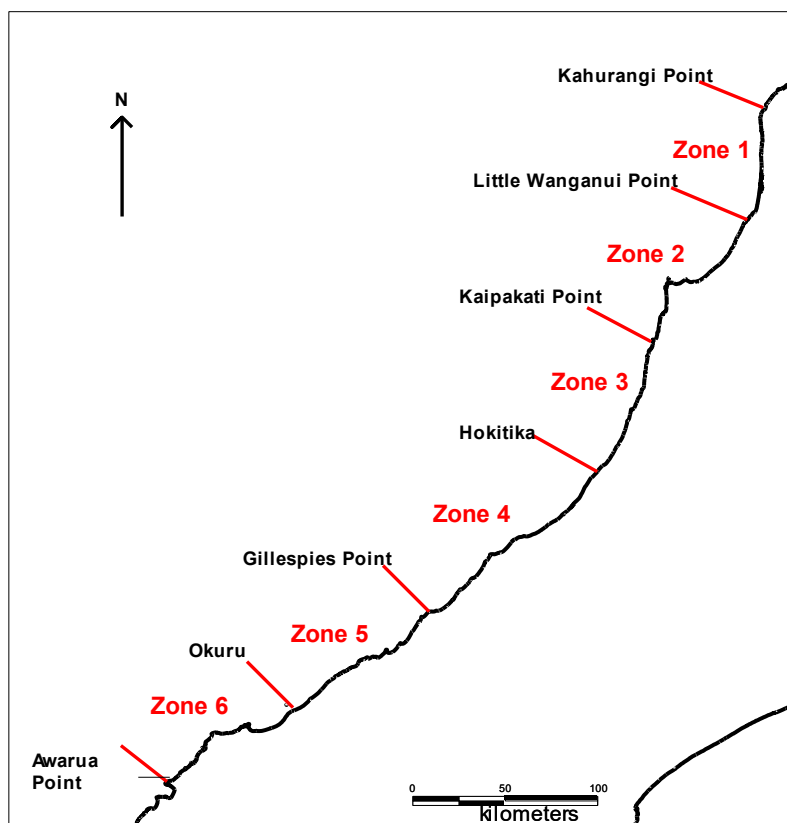 Kahurangi Point
N
Zone 1
Little Wanganui Point
Zone 2
Kaipakati Point
Zone 3
Hokitika
Zone 4
Gillespies Point
Zone 5
Okuru
Zone 6
Awarua
Point
0 50 100
kilometers